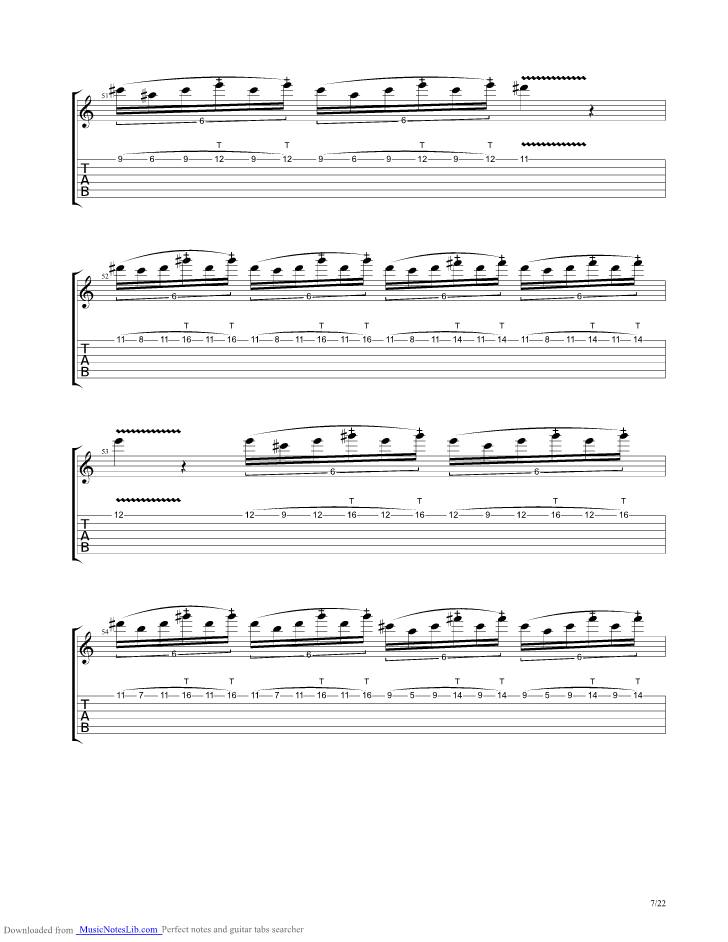 51
6 6
T T T T
9 6 9 12 9 12 9 6 9 12 9 12 11
T
A
B
52
6 6 6 6
T T T T T T T T
11 8 11 16 11 16 11 8 11 16 11 16 11 8 11 14 11 14 11 8 11 14 11 14
T
A
B
53
6 6
T T T T
12 12 9 12 16 12 16 12 9 12 16 12 16
T
A
B
54
6 6 6 6
T T T T T T T T
11 7 11 16 11 16 11 7 11 16 11 16 9 5 9 14 9 14 9 5 9 14 9 14
T
A
B
7/22
Downloaded from MusicNotesLib.com Perfect notes and guitar tabs searcher